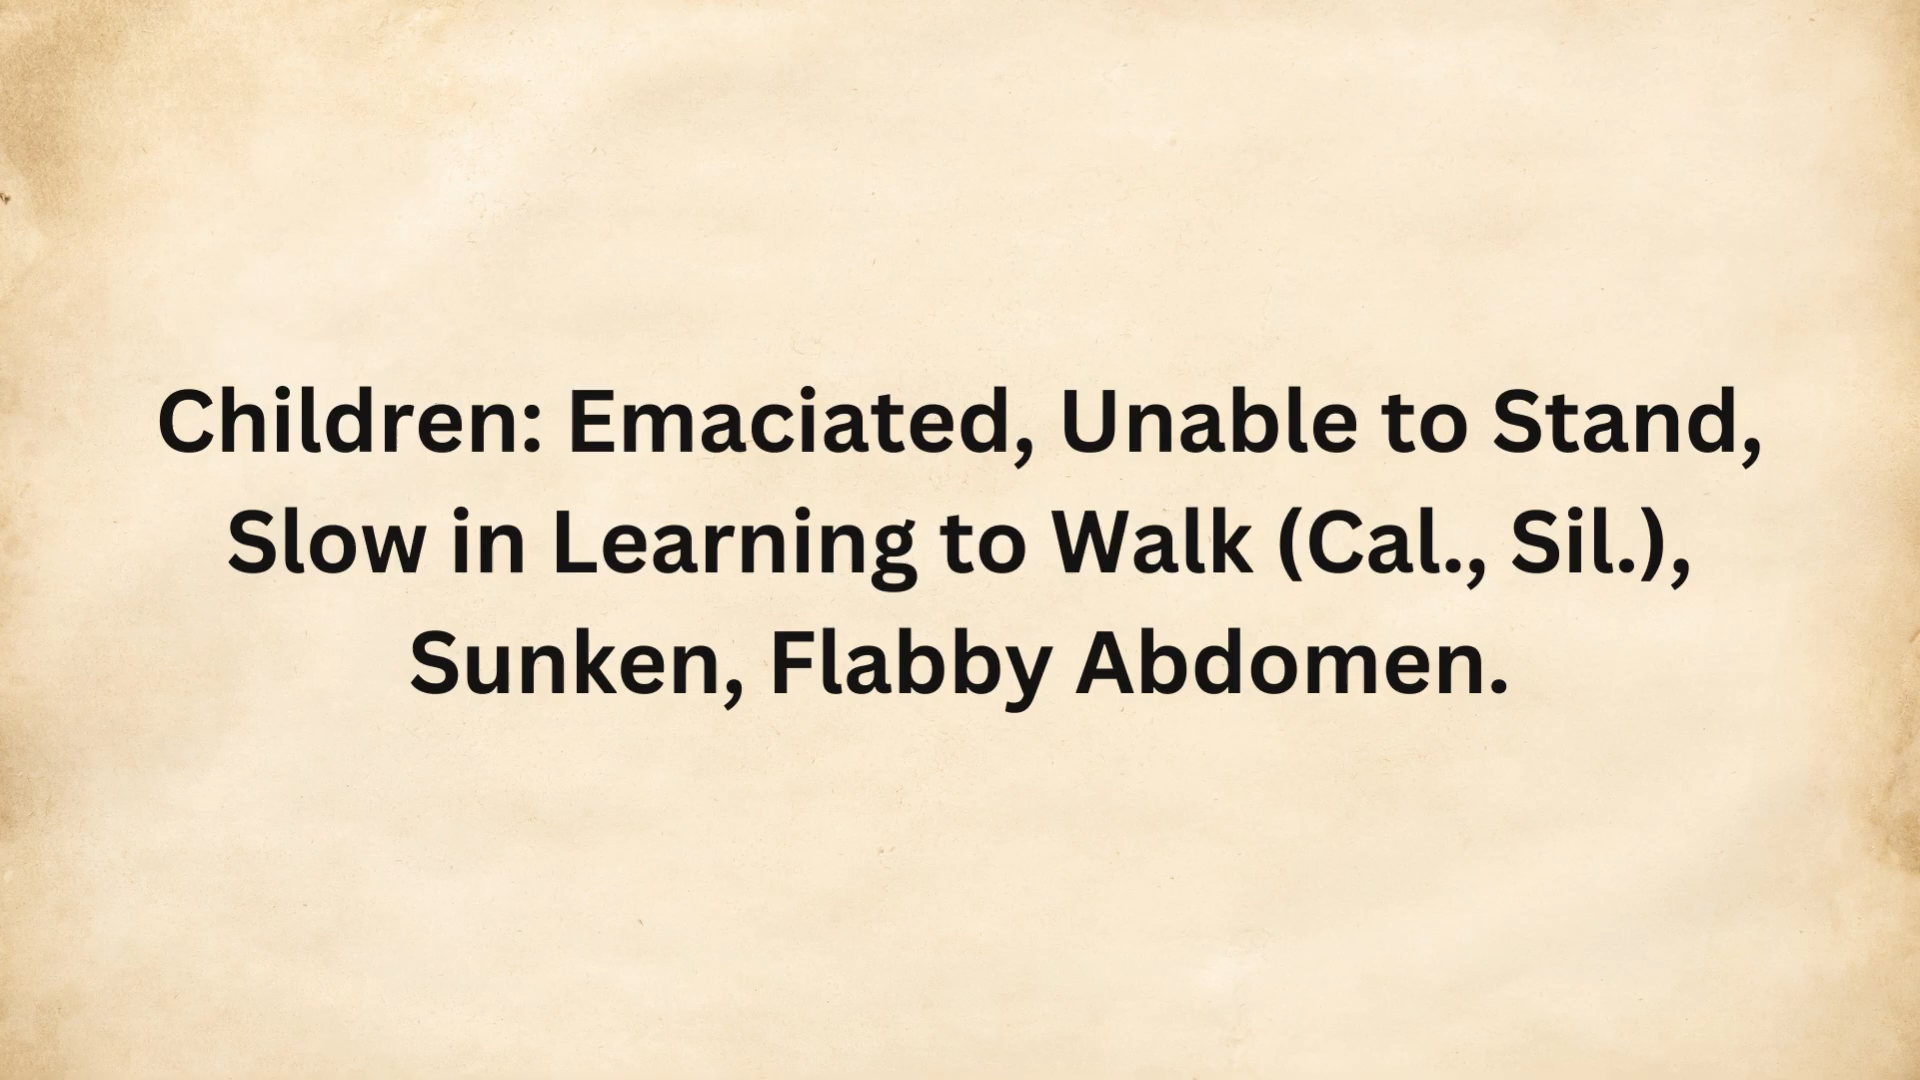 Children: Emaciated, Unable to Stand,
Slow in Learning to Walk (Cal., Sil.),
Sunken, Flabby Abdomen.